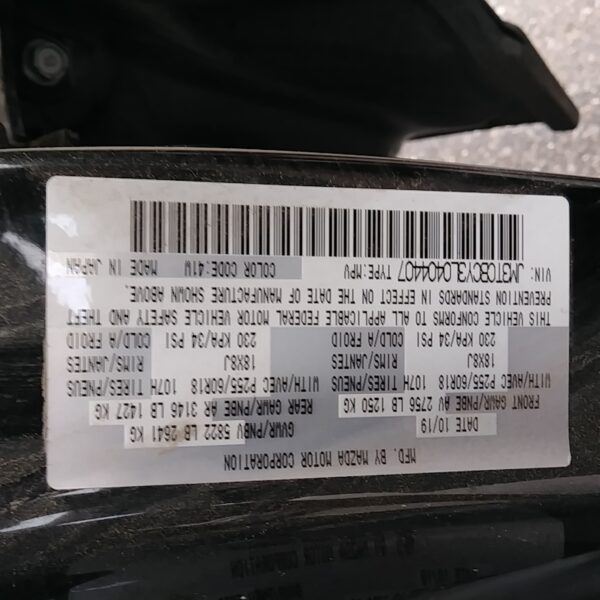 MFD. BY MAZDA MOTOR CORPORATION
DATE 10/19 GVWR/PNBV 5822 LB 2641 KG
FRONT GAWR/PNBE AV 2756 LB 1250 KG REAR GAWR/PNBE AR 3146 LB 1427 KG
WITH/AVEC P255/60R18 107H TIRES/PNEUS WITH/AVEC P255/60R18 107H TIRES/PNEUS
18X8J RIMS/JANTES 18X8J RIMS/JANTES
230 KPA/34 PSI COLD/A FROID 230 KPA/34 PSI COLD/A FROID
THIS VEHICLE CONFORMS TO ALL APPLICABLE FEDERAL MOTOR VEHICLE SAFETY AND THEFT
PREVENTION STANDARDS IN EFFECT ON THE DATE OF MANUFACTURE SHOWN ABOVE.
VIN: JM3TCBCY3L0404407 TYPE:MPV COLOR CODE:41W MADE IN JAPAN